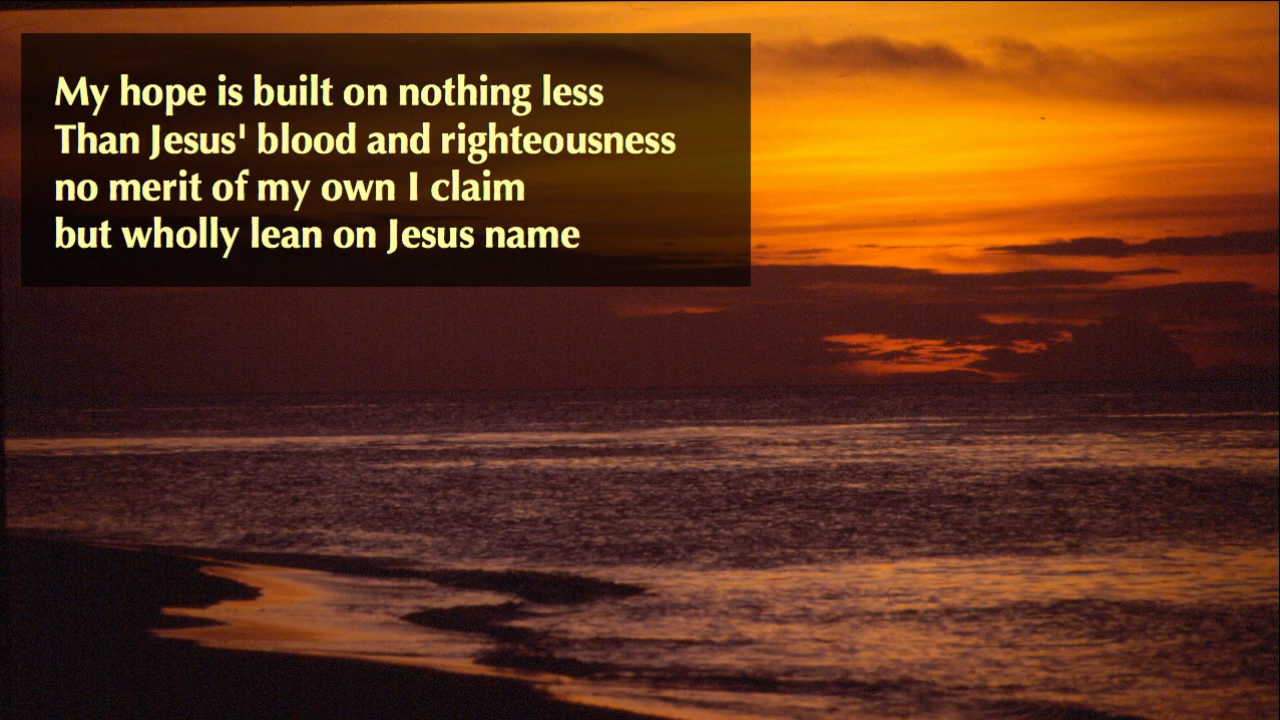 My hope is built on nothing less
Than Jesus' blood and righteousness
no merit of my own I claim
but wholly lean on Jesus name